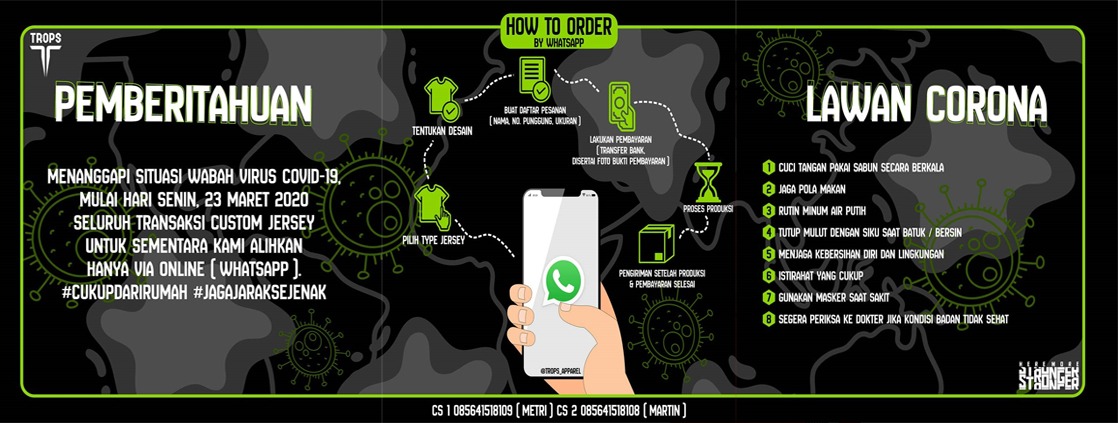 TROPS
PEMBERITAHUAN
MENANGGAPI SITUASI WABAH VIRUS COVID-19,
MULAI HARI SENIN, 23 MARET 2020
SELURUH TRANSAKSI CUSTOM JERSEY
UNTUK SEMENTARA KAMI ALIHKAN
HANYA VIA ONLINE ( WHATSAPP ).
#CUKUPDARIRUMAH #JAGAJARAKSEJENAK
HOW TO ORDER
BY WHATSAPP
PILIH TYPE JERSEY
TENTUKAN DESAIN
BUAT DAFTAR PESANAN
( NAMA, NO. PUNGGUNG, UKURAN )
LAKUKAN PEMBAYARAN
( TRANSFER BANK,
DISERTAI FOTO BUKTI PEMBAYARAN )
PROSES PRODUKSI
PENGIRIMAN SETELAH PRODUKSI
& PEMBAYARAN SELESAI
@TROPS_APPAREL
LAWAN CORONA
1 CUCI TANGAN PAKAI SABUN SECARA BERKALA
2 JAGA POLA MAKAN
3 RUTIN MINUM AIR PUTIH
4 TUTUP MULUT DENGAN SIKU SAAT BATUK / BERSIN
5 MENJAGA KEBERSIHAN DIRI DAN LINGKUNGAN
6 ISTIRAHAT YANG CUKUP
7 GUNAKAN MASKER SAAT SAKIT
8 SEGERA PERIKSA KE DOKTER JIKA KONDISI BADAN TIDAK SEHAT
STRONGER
CS 1 085641518109 ( METRI ) CS 2 085641518108 ( MARTIN )